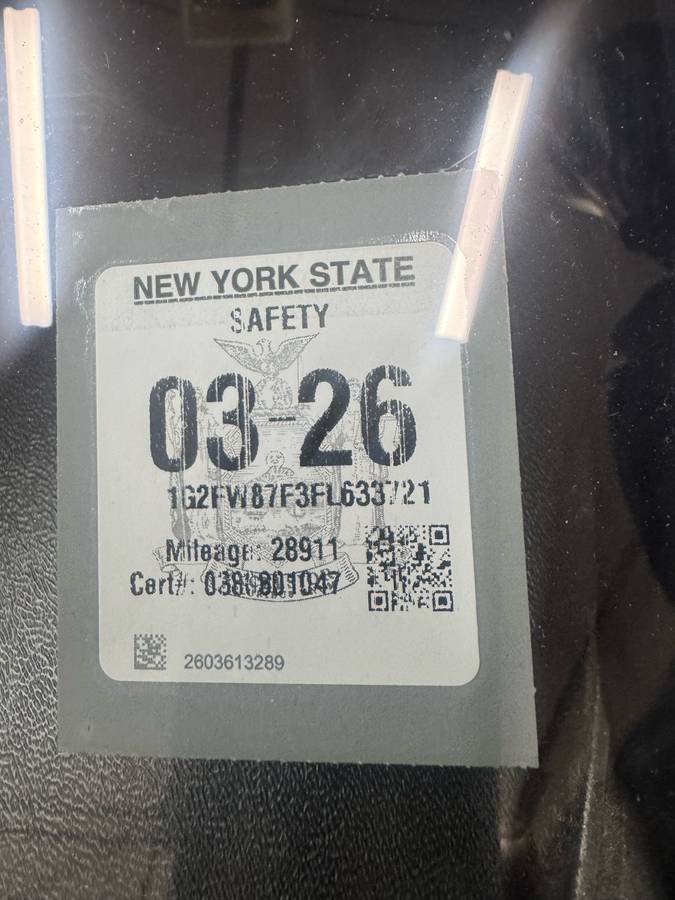 NEW YORK STATE
SAFETY
03-26
1G2FW87F3FL633721
Mileage: 28911
Cert#:
2603613289